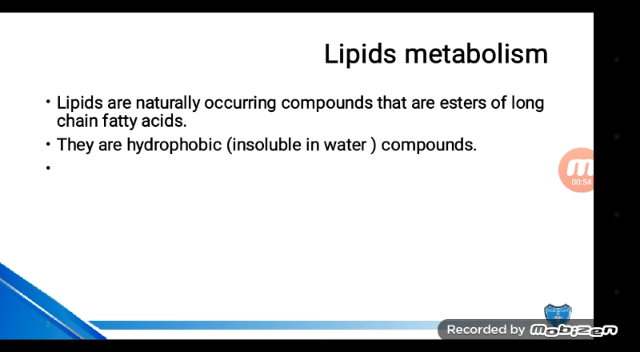 Lipids metabolism
• Lipids are naturally occurring compounds that are esters of long
chain fatty acids.
• They are hydrophobic (insoluble in water ) compounds.
•
00:54
2
Recorded by Mobizen